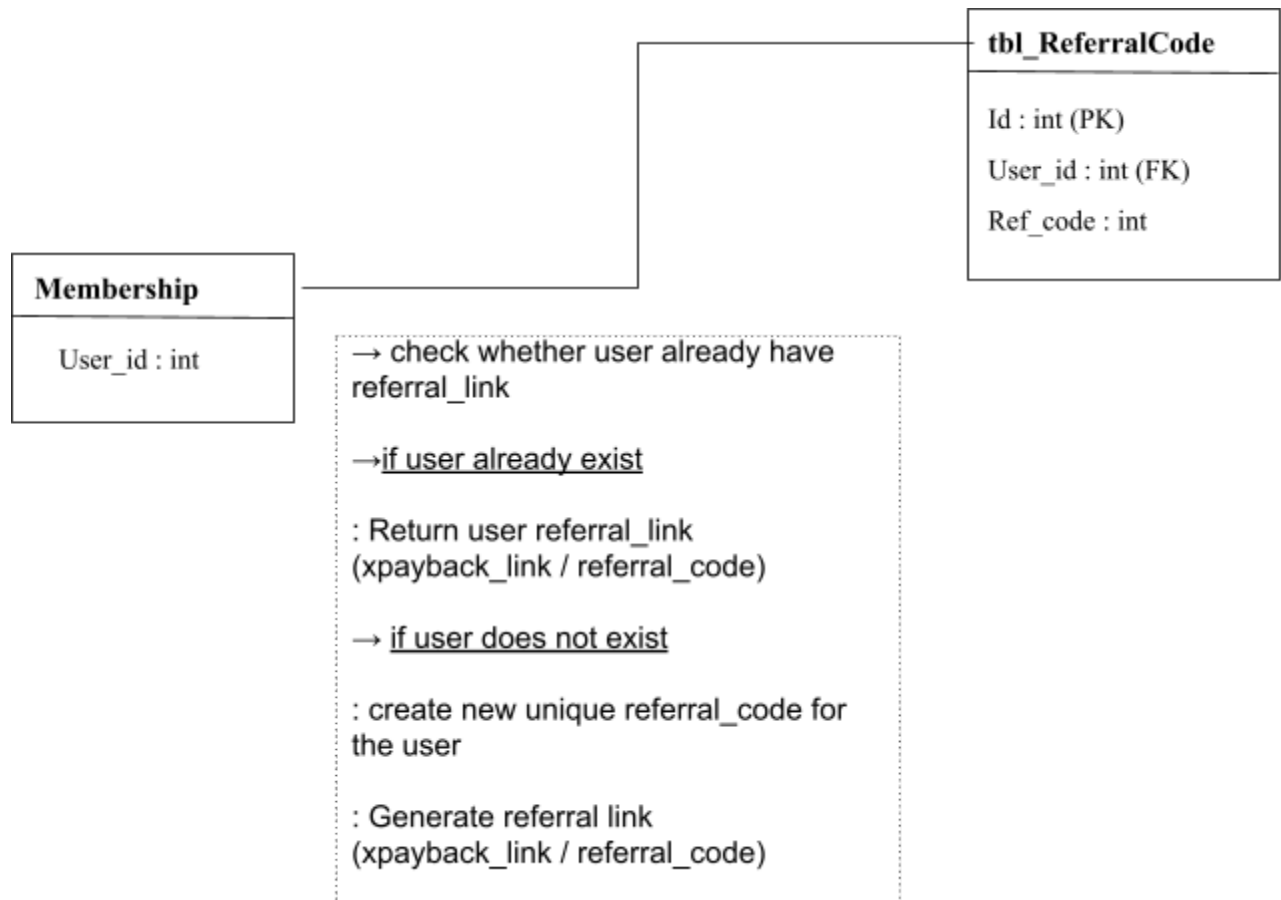 tbl_ReferralCode
Id : int (PK)
User_id : int (FK)
Ref_code : int
Membership
User_id : int
→ check whether user already have
referral_link
→if user already exist
: Return user referral_link
(xpayback_link / referral_code)
→ if user does not exist
: create new unique referral_code for
the user
: Generate referral link
(xpayback_link / referral_code)